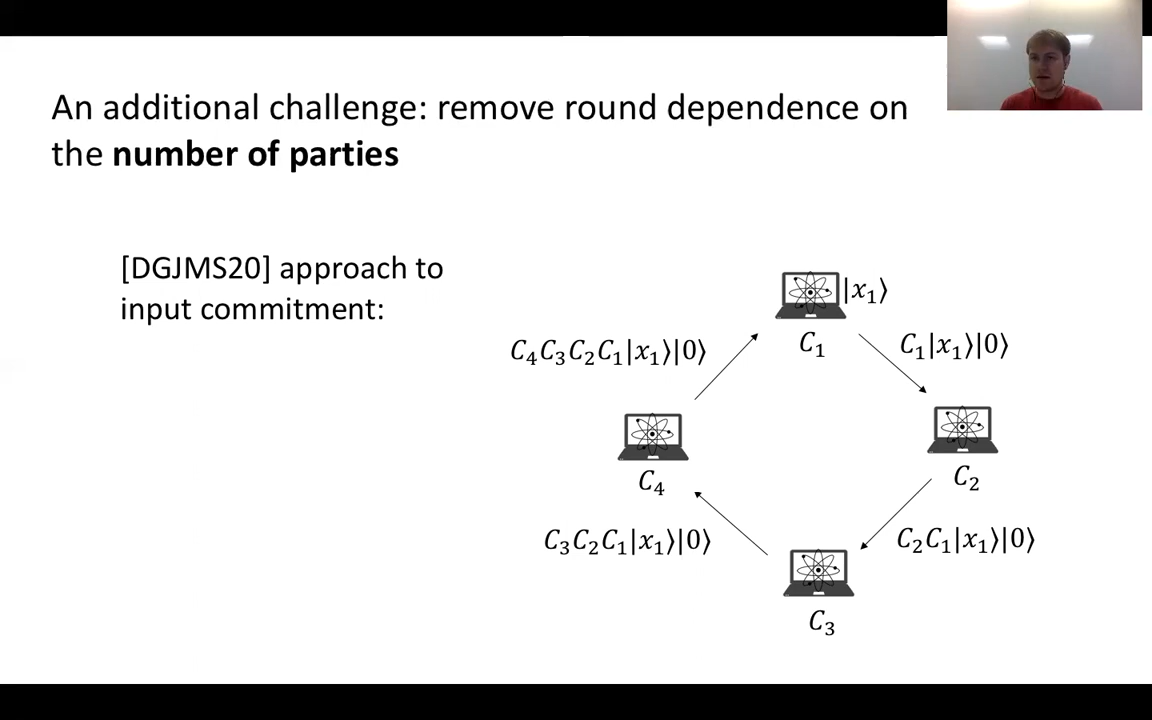 An additional challenge: remove round dependence on
the number of parties
[DGJMS20] approach to
input commitment:
|x₁⟩
C₁
C₄C₃C₂C₁|x₁⟩|0⟩
C₁|x₁⟩|0⟩
C₄
C₂
C₃C₂C₁|x₁⟩|0⟩
C₂C₁|x₁⟩|0⟩
C₃